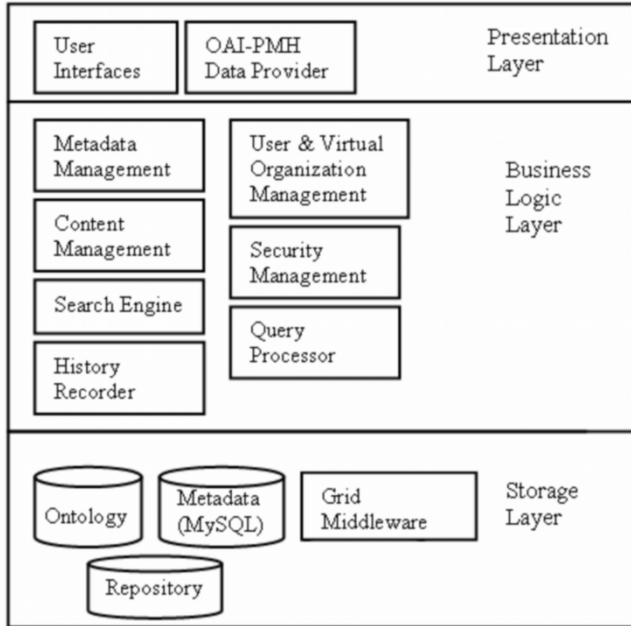 User
Interfaces
OAI-PMH
Data Provider
Presentation
Layer
Metadata
Management
User & Virtual
Organization
Management
Business
Logic
Layer
Content
Management
Security
Management
Search Engine
Query
Processor
History
Recorder
Ontology
Metadata
(MySQL)
Grid
Middleware
Storage
Layer
Repository